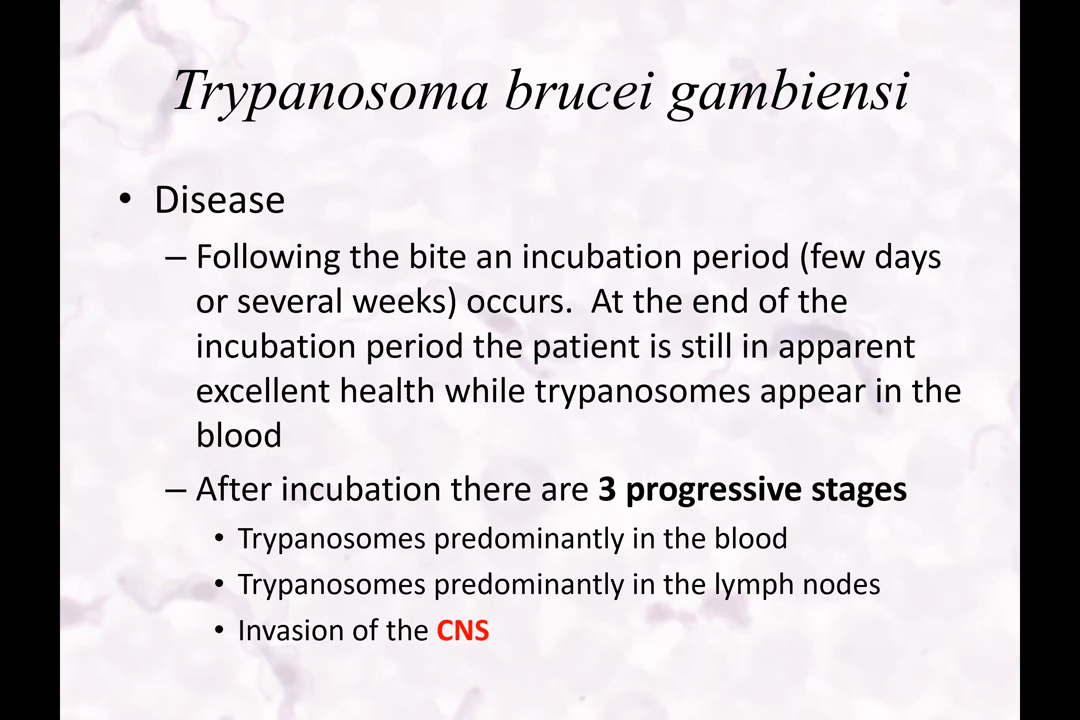 Trypanosoma brucei gambiensi
• Disease
– Following the bite an incubation period (few days
or several weeks) occurs.  At the end of the
incubation period the patient is still in apparent
excellent health while trypanosomes appear in the
blood
– After incubation there are 3 progressive stages
• Trypanosomes predominantly in the blood
• Trypanosomes predominantly in the lymph nodes
• Invasion of the CNS